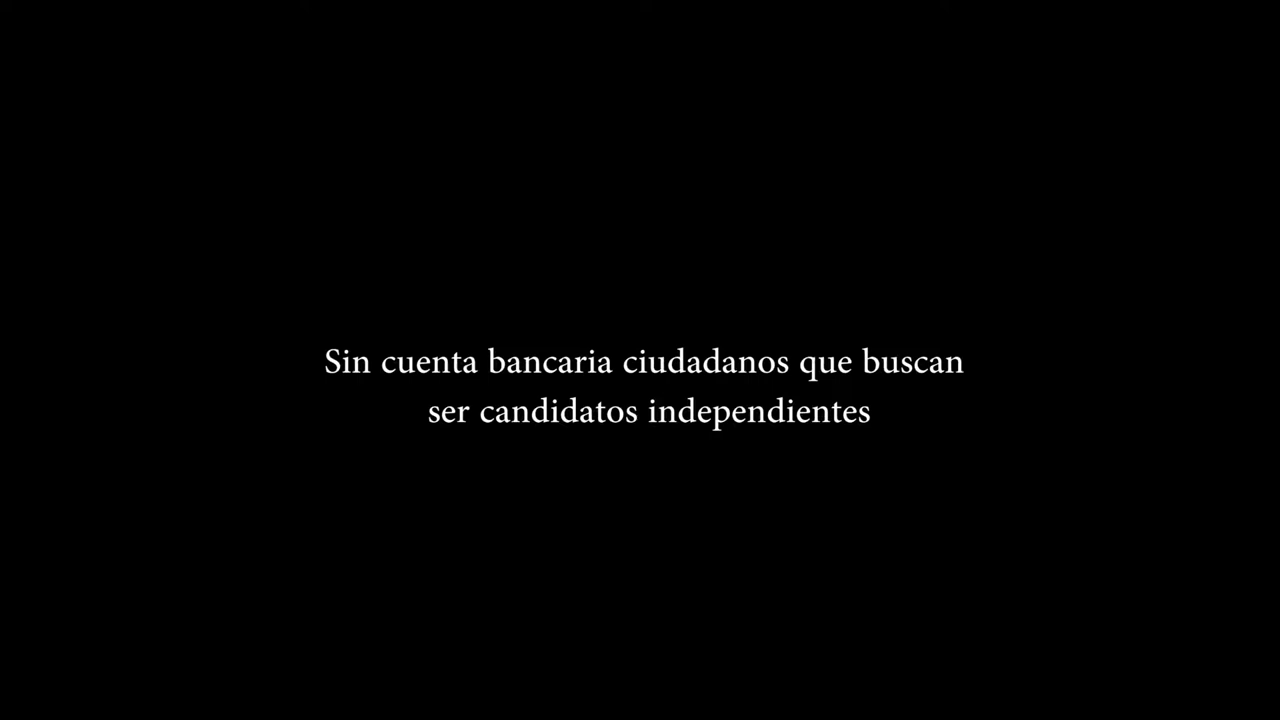 Sin cuenta bancaria ciudadanos que buscan
ser candidatos independientes